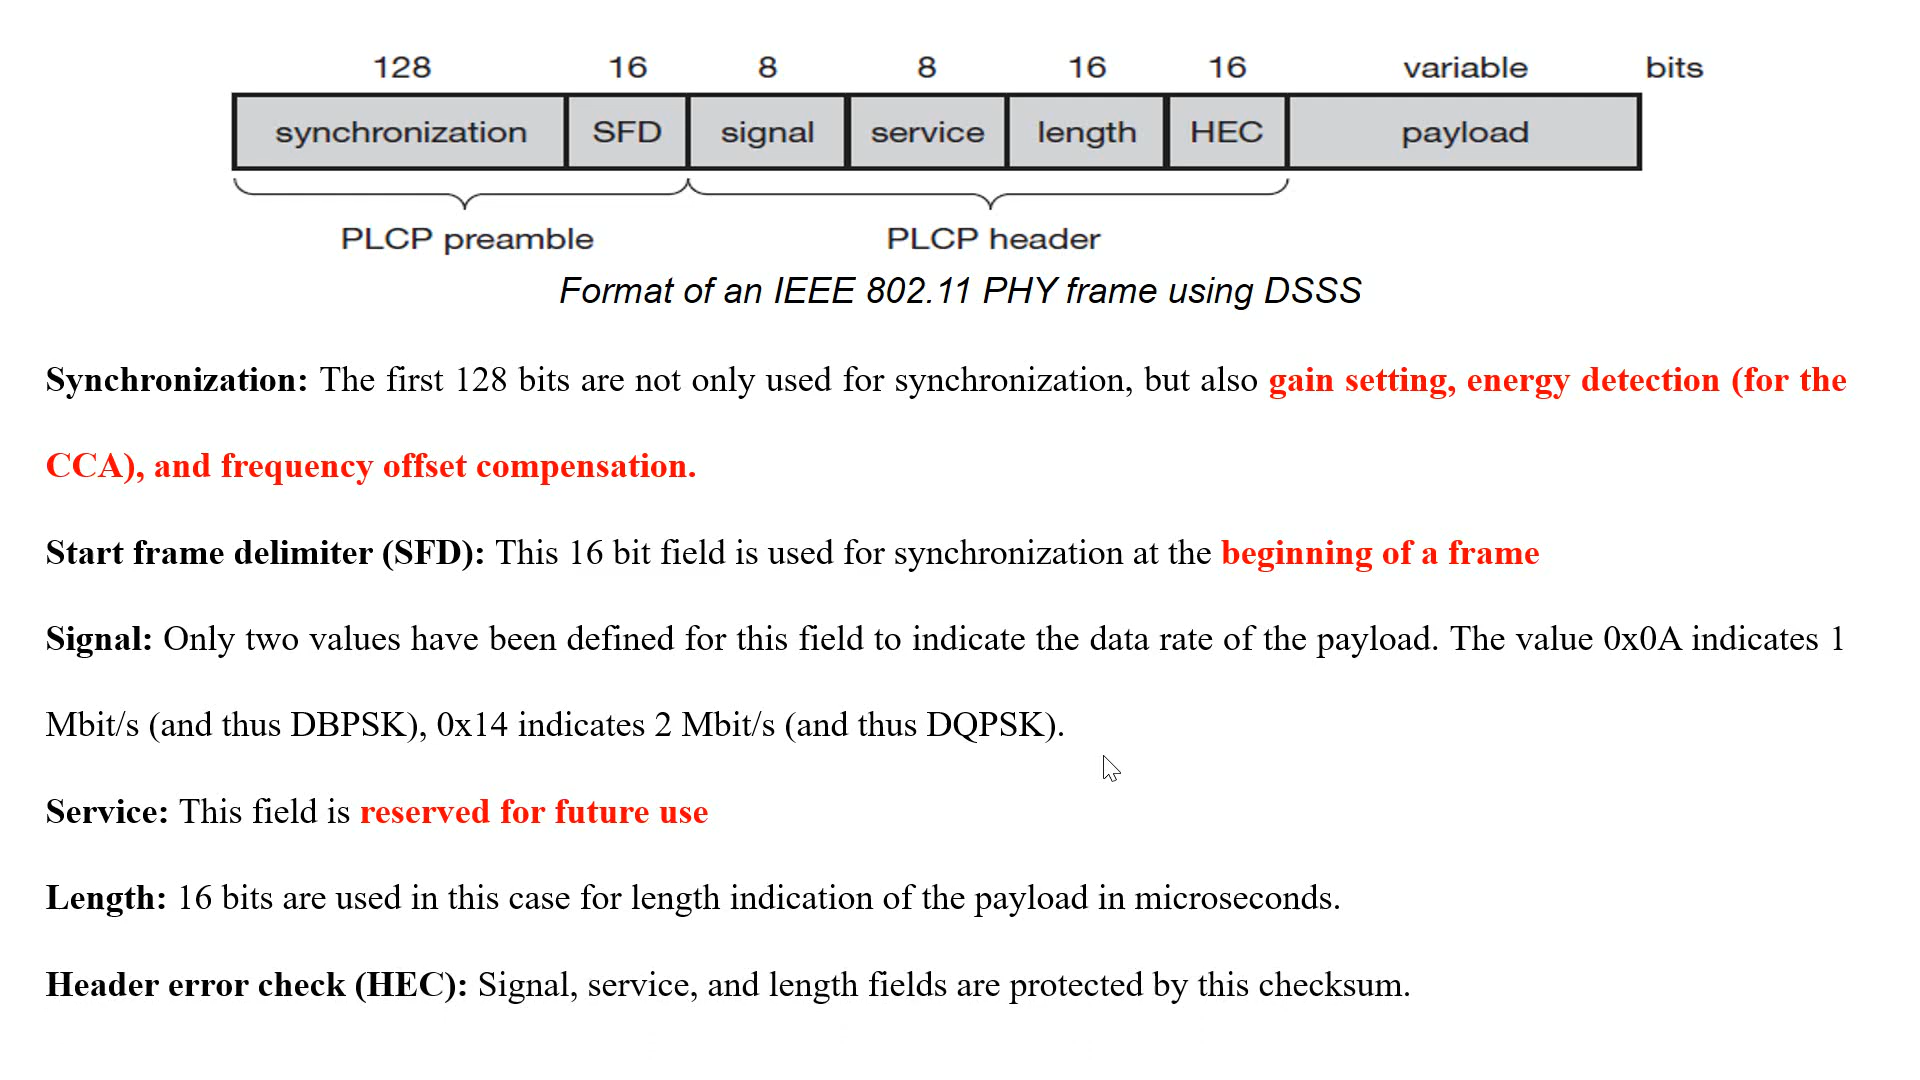 128 16 8 8 16 16 variable bits
synchronization SFD signal service length HEC payload
PLCP preamble PLCP header
Format of an IEEE 802.11 PHY frame using DSSS
Synchronization: The first 128 bits are not only used for synchronization, but also gain setting, energy detection (for the
CCA), and frequency offset compensation.
Start frame delimiter (SFD): This 16 bit field is used for synchronization at the beginning of a frame
Signal: Only two values have been defined for this field to indicate the data rate of the payload. The value 0x0A indicates 1
Mbit/s (and thus DBPSK), 0x14 indicates 2 Mbit/s (and thus DQPSK).
Service: This field is reserved for future use
Length: 16 bits are used in this case for length indication of the payload in microseconds.
Header error check (HEC): Signal, service, and length fields are protected by this checksum.